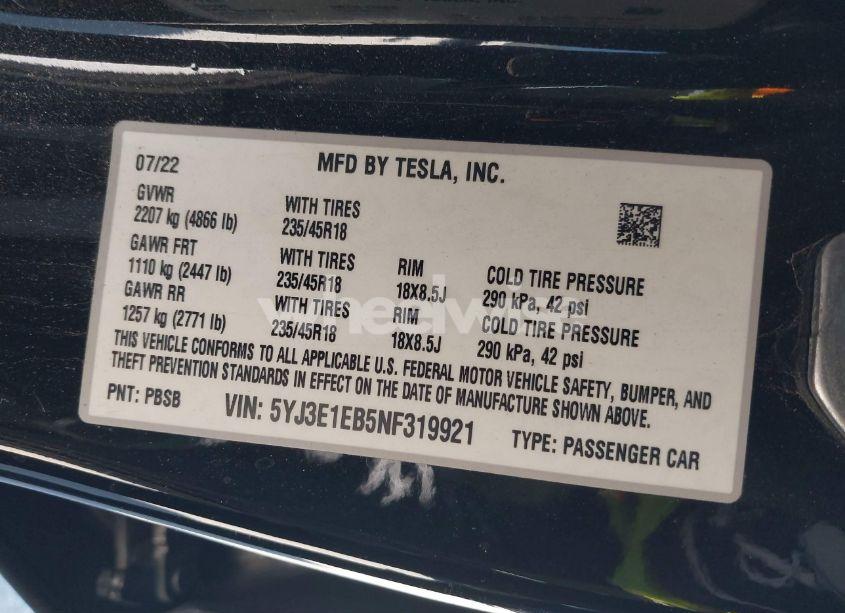 07/22 MFD BY TESLA, INC.
GVWR
2207 kg (4866 lb) WITH TIRES 235/45R18
GAWR FRT
1110 kg (2447 lb) WITH TIRES 235/45R18 RIM 18X8.5J COLD TIRE PRESSURE 290 kPa, 42 psi
GAWR RR
1257 kg (2771 lb) WITH TIRES 235/45R18 RIM 18X8.5J COLD TIRE PRESSURE 290 kPa, 42 psi
THIS VEHICLE CONFORMS TO ALL APPLICABLE U.S. FEDERAL MOTOR VEHICLE SAFETY, BUMPER, AND
THEFT PREVENTION STANDARDS IN EFFECT ON THE DATE OF MANUFACTURE SHOWN ABOVE.
PNT: PBSB VIN: 5YJ3E1EB5NF319921 TYPE: PASSENGER CAR